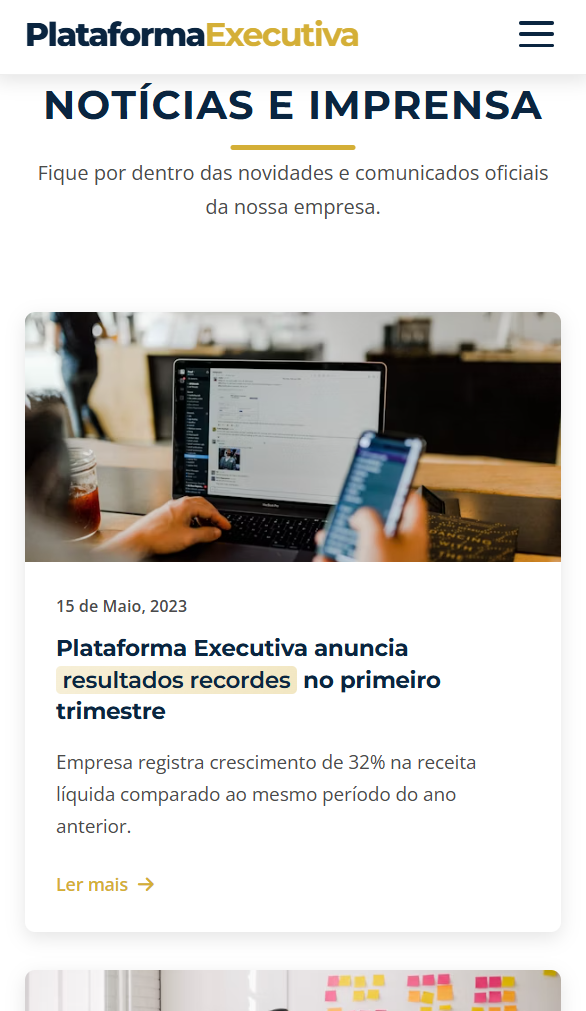 PlataformaExecutiva
NOTÍCIAS E IMPRENSA
Fique por dentro das novidades e comunicados oficiais
da nossa empresa.
15 de Maio, 2023
Plataforma Executiva anuncia
resultados recordes no primeiro
trimestre
Empresa registra crescimento de 32% na receita
líquida comparado ao mesmo período do ano
anterior.
Ler mais →